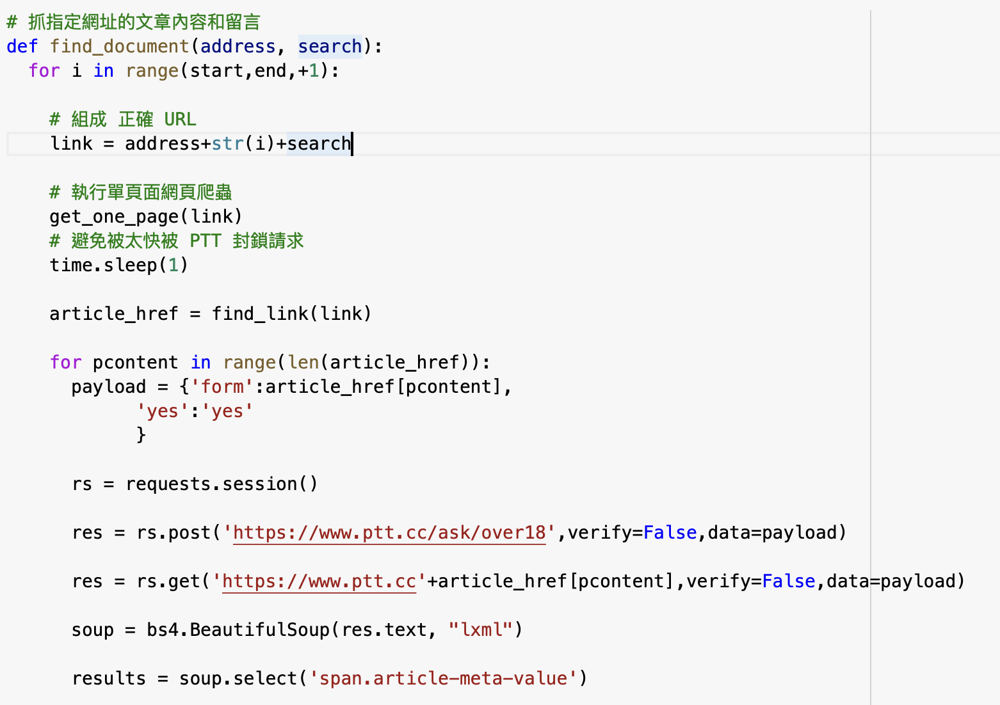 # 抓指定網址的文章內容和留言
def find_document(address, search):
  for i in range(start,end,+1):
    # 組成 正確 URL
    link = address+str(i)+search
    # 執行單頁面網頁爬蟲
    get_one_page(link)
    # 避免被太快被 PTT 封鎖請求
    time.sleep(1)
    article_href = find_link(link)
    for pcontent in range(len(article_href)):
      payload = {'form':article_href[pcontent],
            'yes':'yes'
            }
      rs = requests.session()
      res = rs.post('https://www.ptt.cc/ask/over18',verify=False,data=payload)
      res = rs.get('https://www.ptt.cc'+article_href[pcontent],verify=False,data=payload)
      soup = bs4.BeautifulSoup(res.text, "lxml")
      results = soup.select('span.article-meta-value')